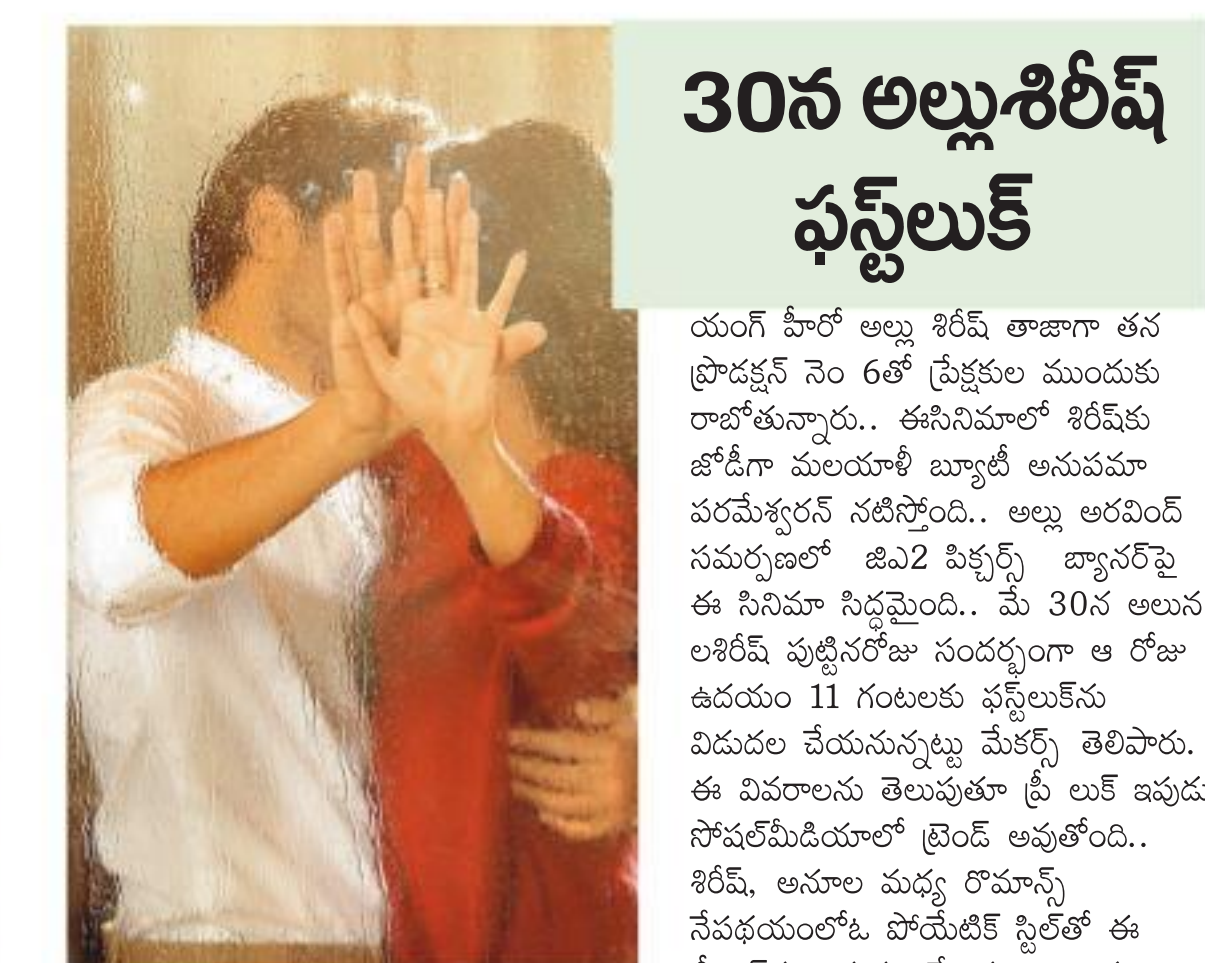 30న అల్లుశిరీష్
ఫస్ట్‌లుక్
యంగ్ హీరో అల్లు శిరీష్ తాజాగా తన
ప్రొడక్షన్ నెం 6తో ప్రేక్షకుల ముందుకు
రాబోతున్నారు.. ఈసినిమాలో శిరీష్‌కు
జోడీగా మలయాళీ బ్యూటీ అనుపమా
పరమేశ్వరన్ నటిస్తోంది.. అల్లు అరవింద్
సమర్పణలో జిఎ2 పిక్చర్స్ బ్యానర్‌పై
ఈ సినిమా సిద్ధమైంది.. మే 30న అలున
లశిరీష్ పుట్టినరోజు సందర్భంగా ఆ రోజు
ఉదయం 11 గంటలకు ఫస్ట్‌లుక్‌ను
విడుదల చేయనున్నట్టు మేకర్స్ తెలిపారు.
ఈ వివరాలను తెలుపుతూ ప్రీ లుక్ ఇపుడు
సోషల్‌మీడియాలో ట్రెండ్ అవుతోంది..
శిరీష్, అనూల మధ్య రొమాన్స్
నేపథయంలోఓ పోయేటిక్ స్టిల్‌తో ఈ